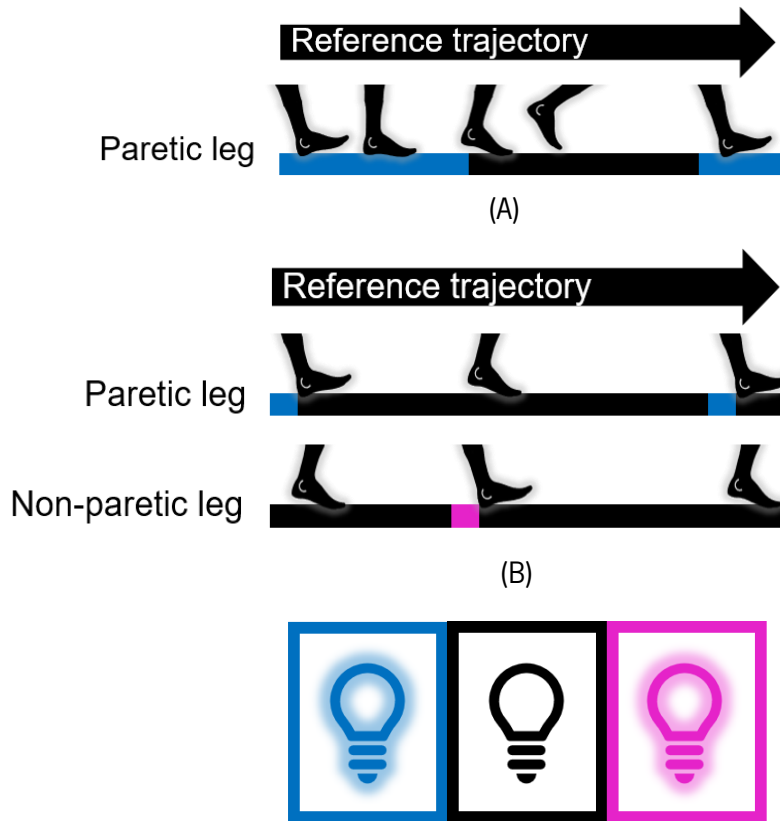 Reference trajectory
Paretic leg
(A)
Reference trajectory
Paretic leg
Non-paretic leg
(B)